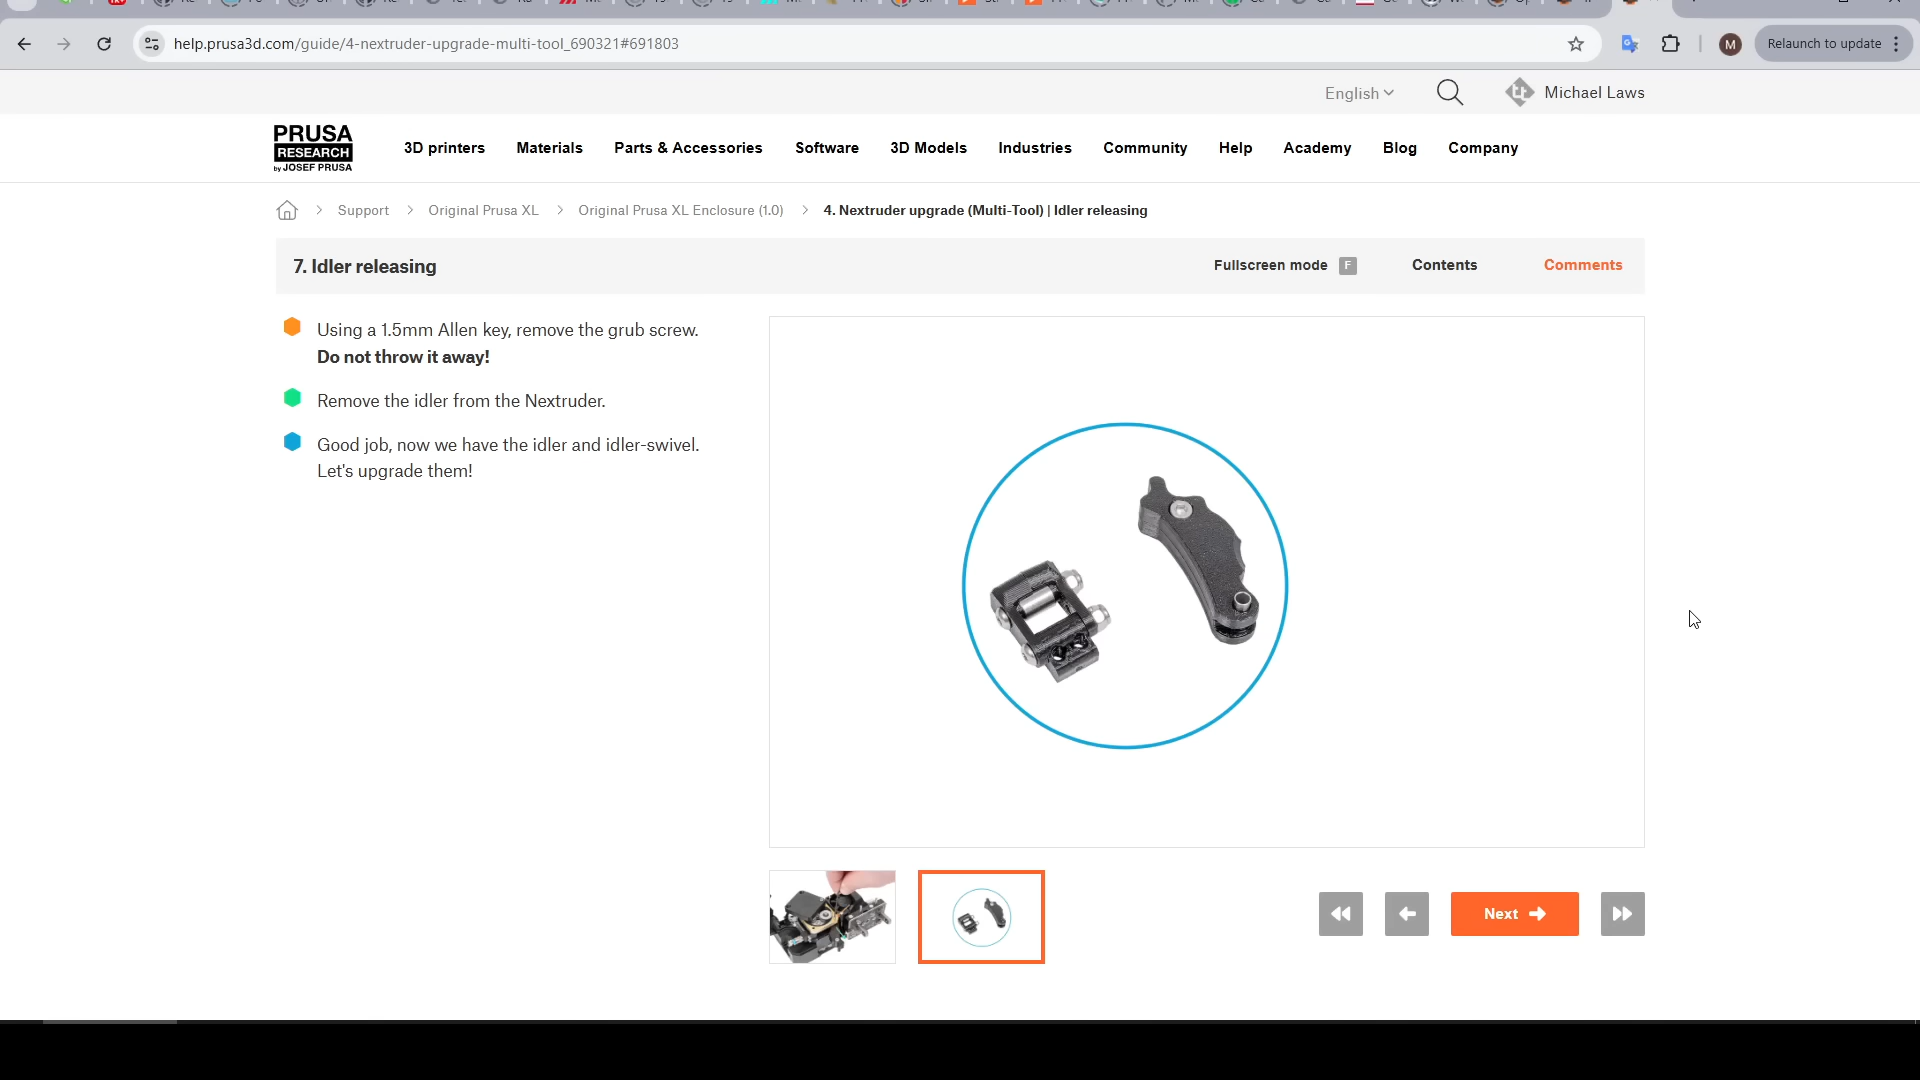 help.prusa3d.com/guide/4-nextruder-upgrade-multi-tool_690321#691803
M
Relaunch to update
English
Michael Laws
PRUSA
RESEARCH
by JOSEF PRUSA
3D printers
Materials
Parts & Accessories
Software
3D Models
Industries
Community
Help
Academy
Blog
Company
Support
Original Prusa XL
Original Prusa XL Enclosure (1.0)
4. Nextruder upgrade (Multi-Tool) | Idler releasing
7. Idler releasing
Fullscreen mode F
Contents
Comments
Using a 1.5mm Allen key, remove the grub screw.
Do not throw it away!
Remove the idler from the Nextruder.
Good job, now we have the idler and idler-swivel.
Let's upgrade them!
Next